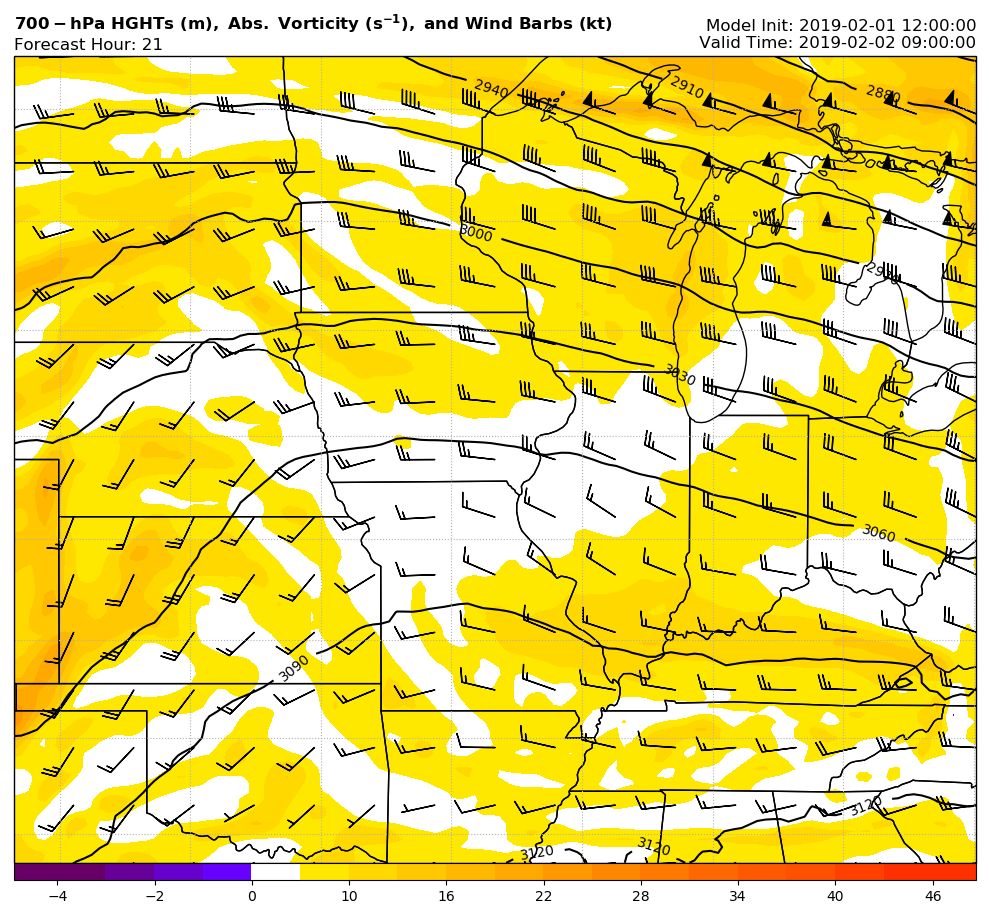 700-hPa HGHTS (m), Abs. Vorticity (s⁻¹), and Wind Barbs (kt)
Model Init: 2019-02-01 12:00:00
Forecast Hour: 21
Valid Time: 2019-02-02 09:00:00
2940
2910
2880
3000
2970
3030
3060
3090
3120
3120
3120
−4 −2 0 10 16 22 28 34 40 46